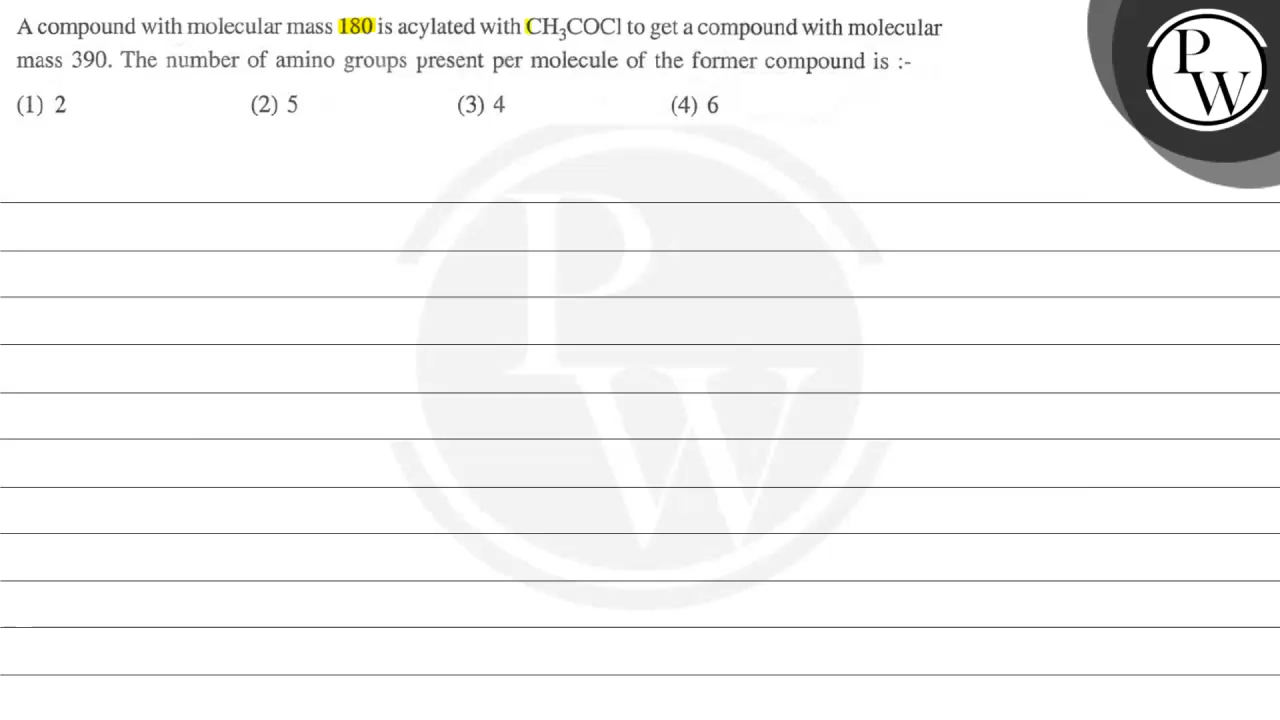 A compound with molecular mass 180 is acylated with CH₃COCl to get a compound with molecular
mass 390. The number of amino groups present per molecule of the former compound is :-
(1) 2 (2) 5 (3) 4 (4) 6
P
W
P
W